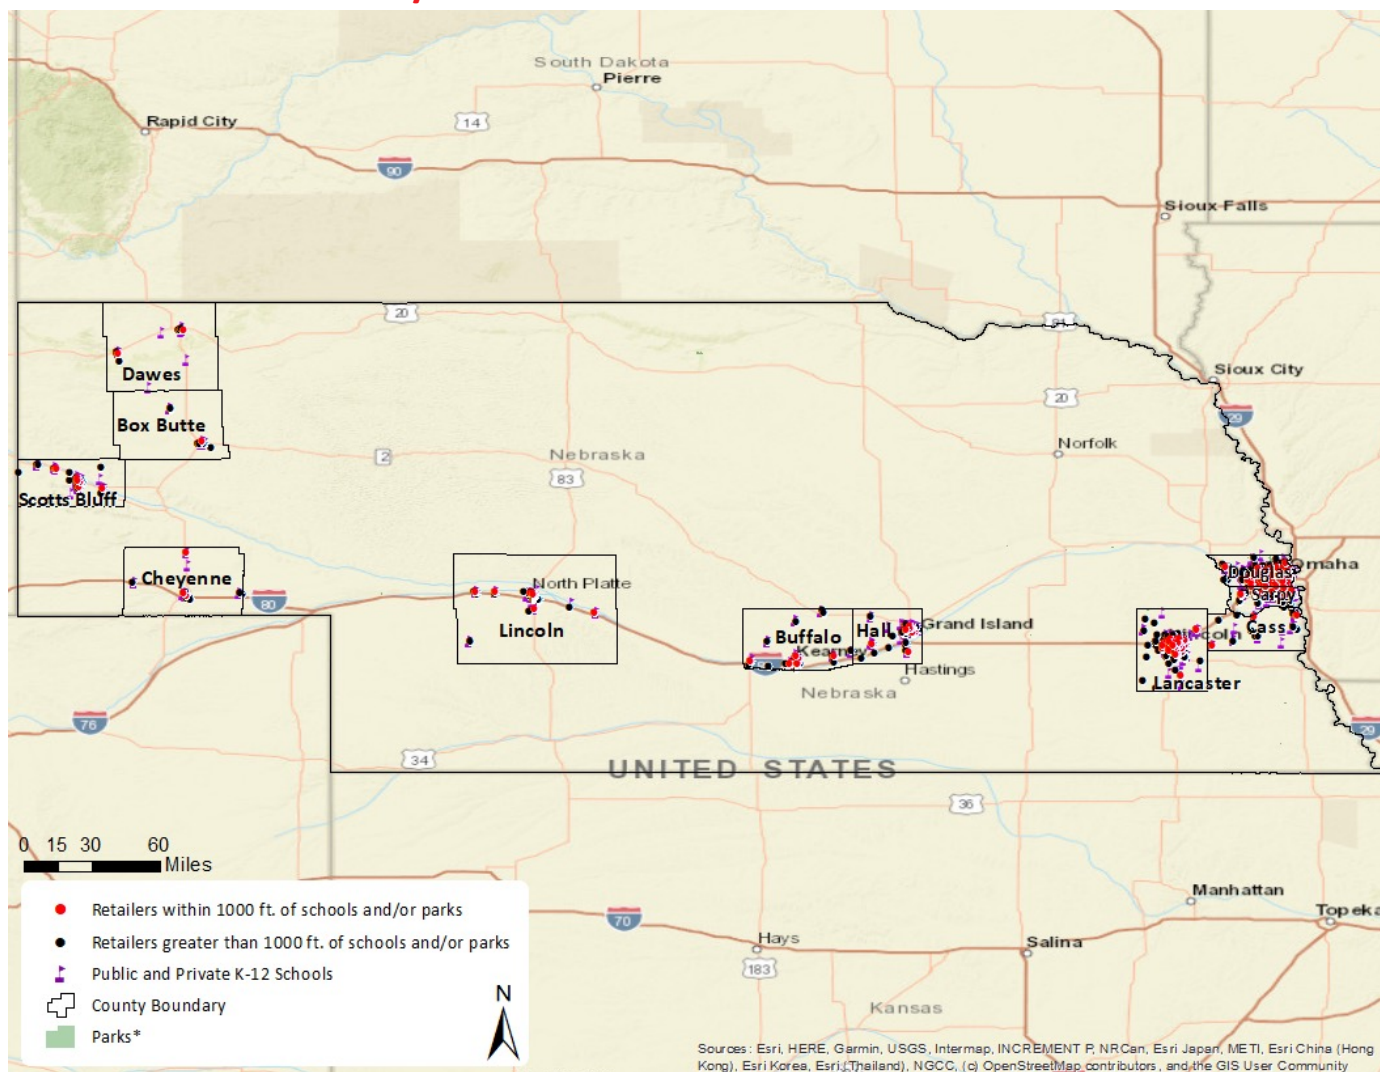 South Dakota
Pierre
Rapid City
14
90
Sioux Falls
20
Sioux City
Dawes
20
29
Box Butte
Norfolk
2
Nebraska
83
Scotts Bluff
Cheyenne
80
North Platte
Lincoln
Omaha
Douglas
Sarpy
Cass
Buffalo
Hall
Grand Island
Kearney
Hastings
Nebraska
Lincoln
Lancaster
76
29
34
UNITED STATES
36
0 15 30 60
Miles
Manhattan
Topeka
70
Hays
Salina
183
Kansas
Retailers within 1000 ft. of schools and/or parks
Retailers greater than 1000 ft. of schools and/or parks
Public and Private K-12 Schools
County Boundary
Parks*
N
Sources: Esri, HERE, Garmin, USGS, Intermap, INCREMENT P, NRCan, Esri Japan, METI, Esri China (Hong
Kong), Esri Korea, Esri (Thailand), NGCC, (c) OpenStreetMap contributors, and the GIS User Community